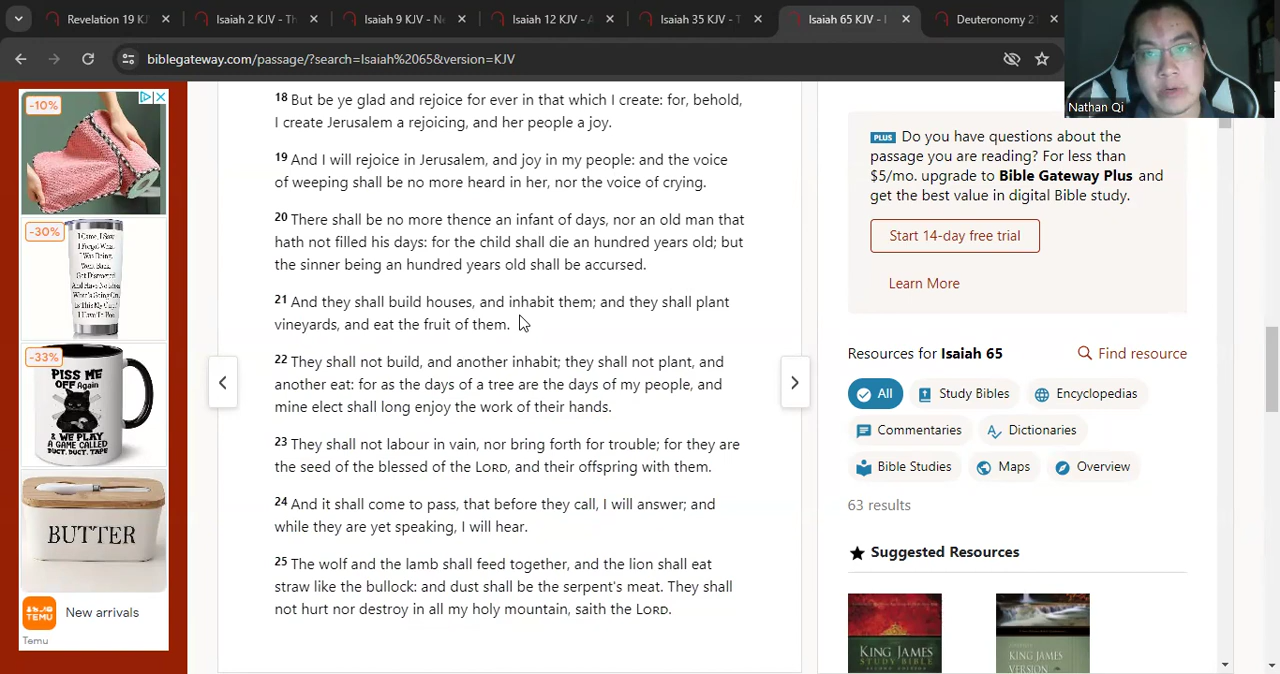 Revelation 19 KJ
Isaiah 2 KJV - Th
Isaiah 9 KJV - Ne
Isaiah 12 KJV - A
Isaiah 35 KJV - T
Isaiah 65 KJV - I
Deuteronomy 2
biblegateway.com/passage/?search=Isaiah%2065&version=KJV
Nathan Qi
-10%
-30%
-33%
PISS ME
OFF Again
& WE PLAY
A GAME CALLED
DUCT. DUCT. TAPE
BUTTER
TEMU
New arrivals
Temu
18 But be ye glad and rejoice for ever in that which I create: for, behold,
I create Jerusalem a rejoicing, and her people a joy.
19 And I will rejoice in Jerusalem, and joy in my people: and the voice
of weeping shall be no more heard in her, nor the voice of crying.
20 There shall be no more thence an infant of days, nor an old man that
hath not filled his days: for the child shall die an hundred years old; but
the sinner being an hundred years old shall be accursed.
21 And they shall build houses, and inhabit them; and they shall plant
vineyards, and eat the fruit of them.
22 They shall not build, and another inhabit; they shall not plant, and
another eat: for as the days of a tree are the days of my people, and
mine elect shall long enjoy the work of their hands.
23 They shall not labour in vain, nor bring forth for trouble; for they are
the seed of the blessed of the LORD, and their offspring with them.
24 And it shall come to pass, that before they call, I will answer; and
while they are yet speaking, I will hear.
25 The wolf and the lamb shall feed together, and the lion shall eat
straw like the bullock: and dust shall be the serpent's meat. They shall
not hurt nor destroy in all my holy mountain, saith the LORD.
PLUS Do you have questions about the
passage you are reading? For less than
$5/mo. upgrade to Bible Gateway Plus and
get the best value in digital Bible study.
Start 14-day free trial
Learn More
Resources for Isaiah 65
Find resource
All
Study Bibles
Encyclopedias
Commentaries
Dictionaries
Bible Studies
Maps
Overview
63 results
Suggested Resources
KING JAMES
STUDY BIBLE
KING JAMES
VERSION